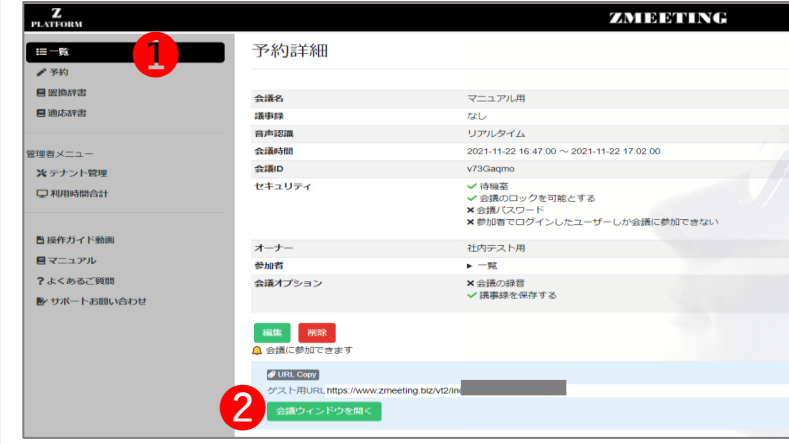 Z
PLATFORM
ZMEETING
一覧
1
予約
置換辞書
適応辞書
管理者メニュー
テナント管理
利用時間合計
操作ガイド動画
マニュアル
よくあるご質問
サポートお問い合わせ
予約詳細
会議名 マニュアル用
議事録 なし
音声認識 リアルタイム
会議時間 2021-11-22 16:47:00 ～ 2021-11-22 17:02:00
会議ID v73Gaqmo
セキュリティ ✔ 待機室
✔ 会議のロックを可能とする
✖ 会議パスワード
✖ 参加者でログインしたユーザーしか会議に参加できない
オーナー 社内テスト用
参加者 ► 一覧
会議オプション ✖ 会議の録音
✔ 議事録を保存する
編集 削除
会議に参加できます
URL Copy
ゲスト用URL https://www.zmeeting.biz/vt2/in
2
会議ウィンドウを開く